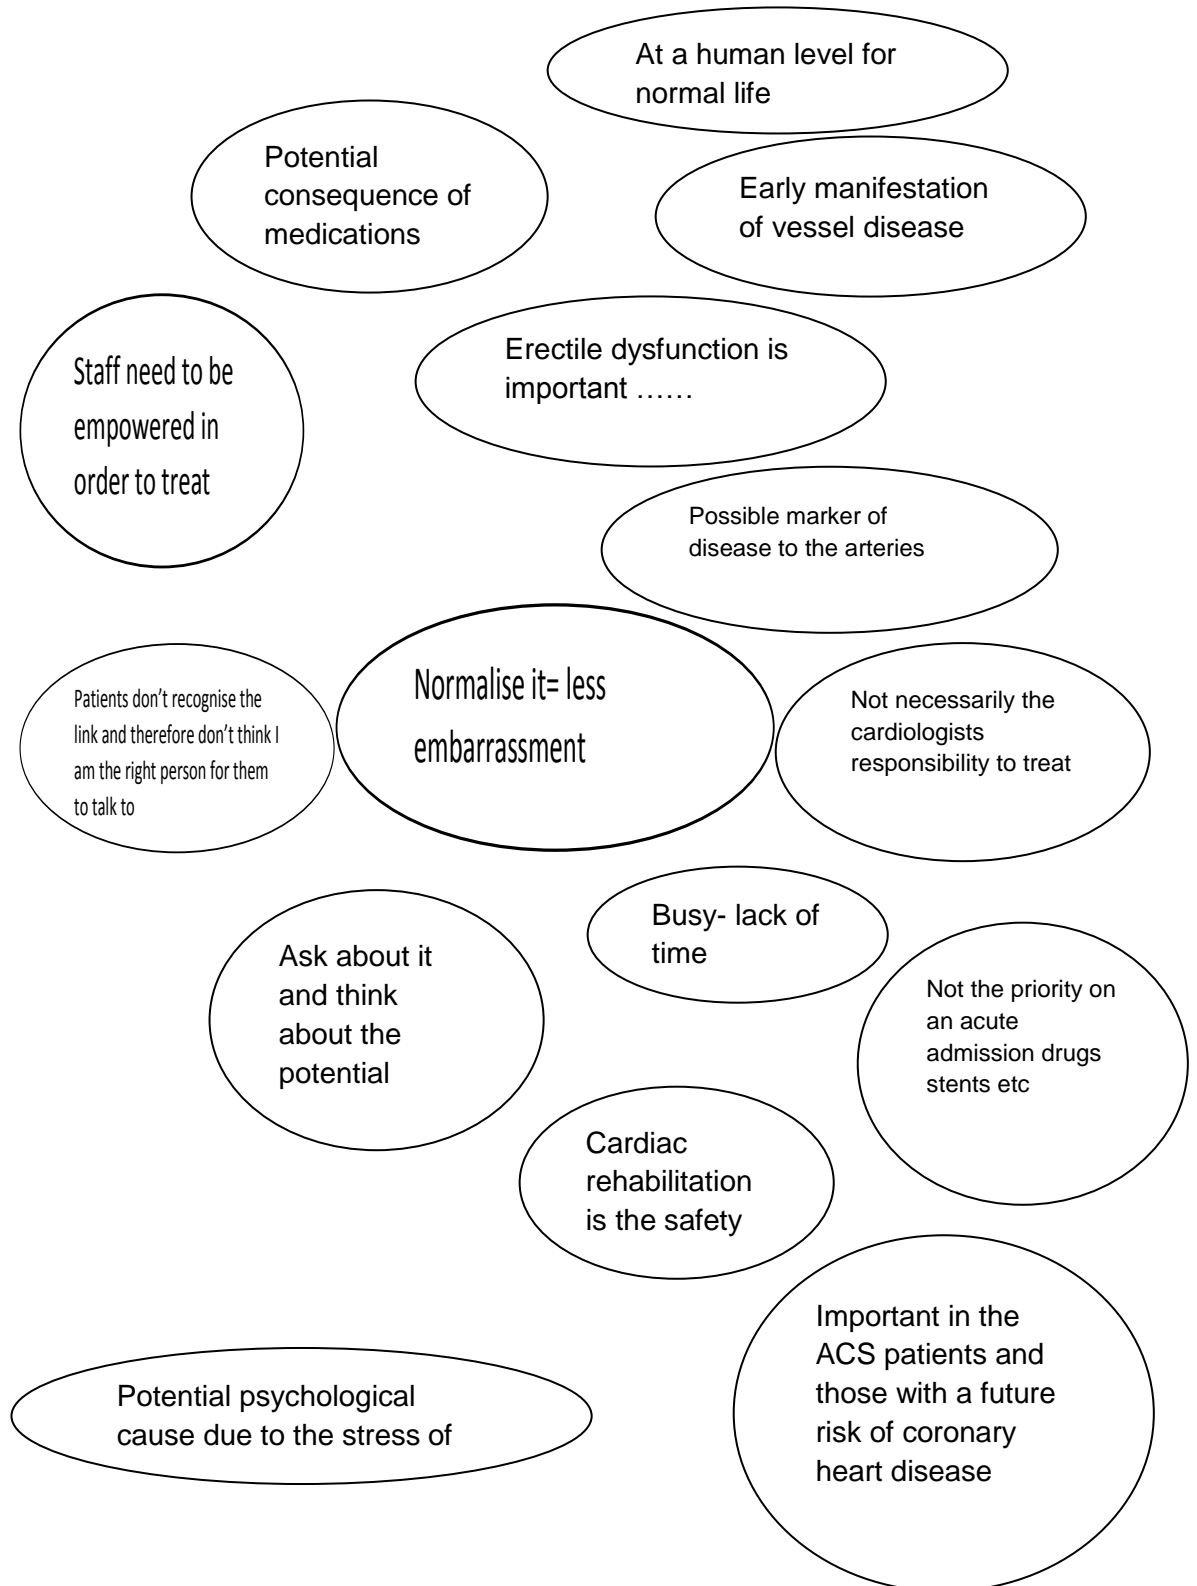 At a human level for
normal life
Potential
consequence of
medications
Early manifestation
of vessel disease
Erectile dysfunction is
important ……
Staff need to be
empowered in
order to treat
Possible marker of
disease to the arteries
Patients don’t recognise the
link and therefore don’t think I
am the right person for them
to talk to
Normalise it= less
embarrassment
Not necessarily the
cardiologists
responsibility to treat
Busy- lack of
time
Ask about it
and think
about the
potential
Not the priority on
an acute
admission drugs
stents etc
Cardiac
rehabilitation
is the safety
Important in the
ACS patients and
those with a future
risk of coronary
heart disease
Potential psychological
cause due to the stress of